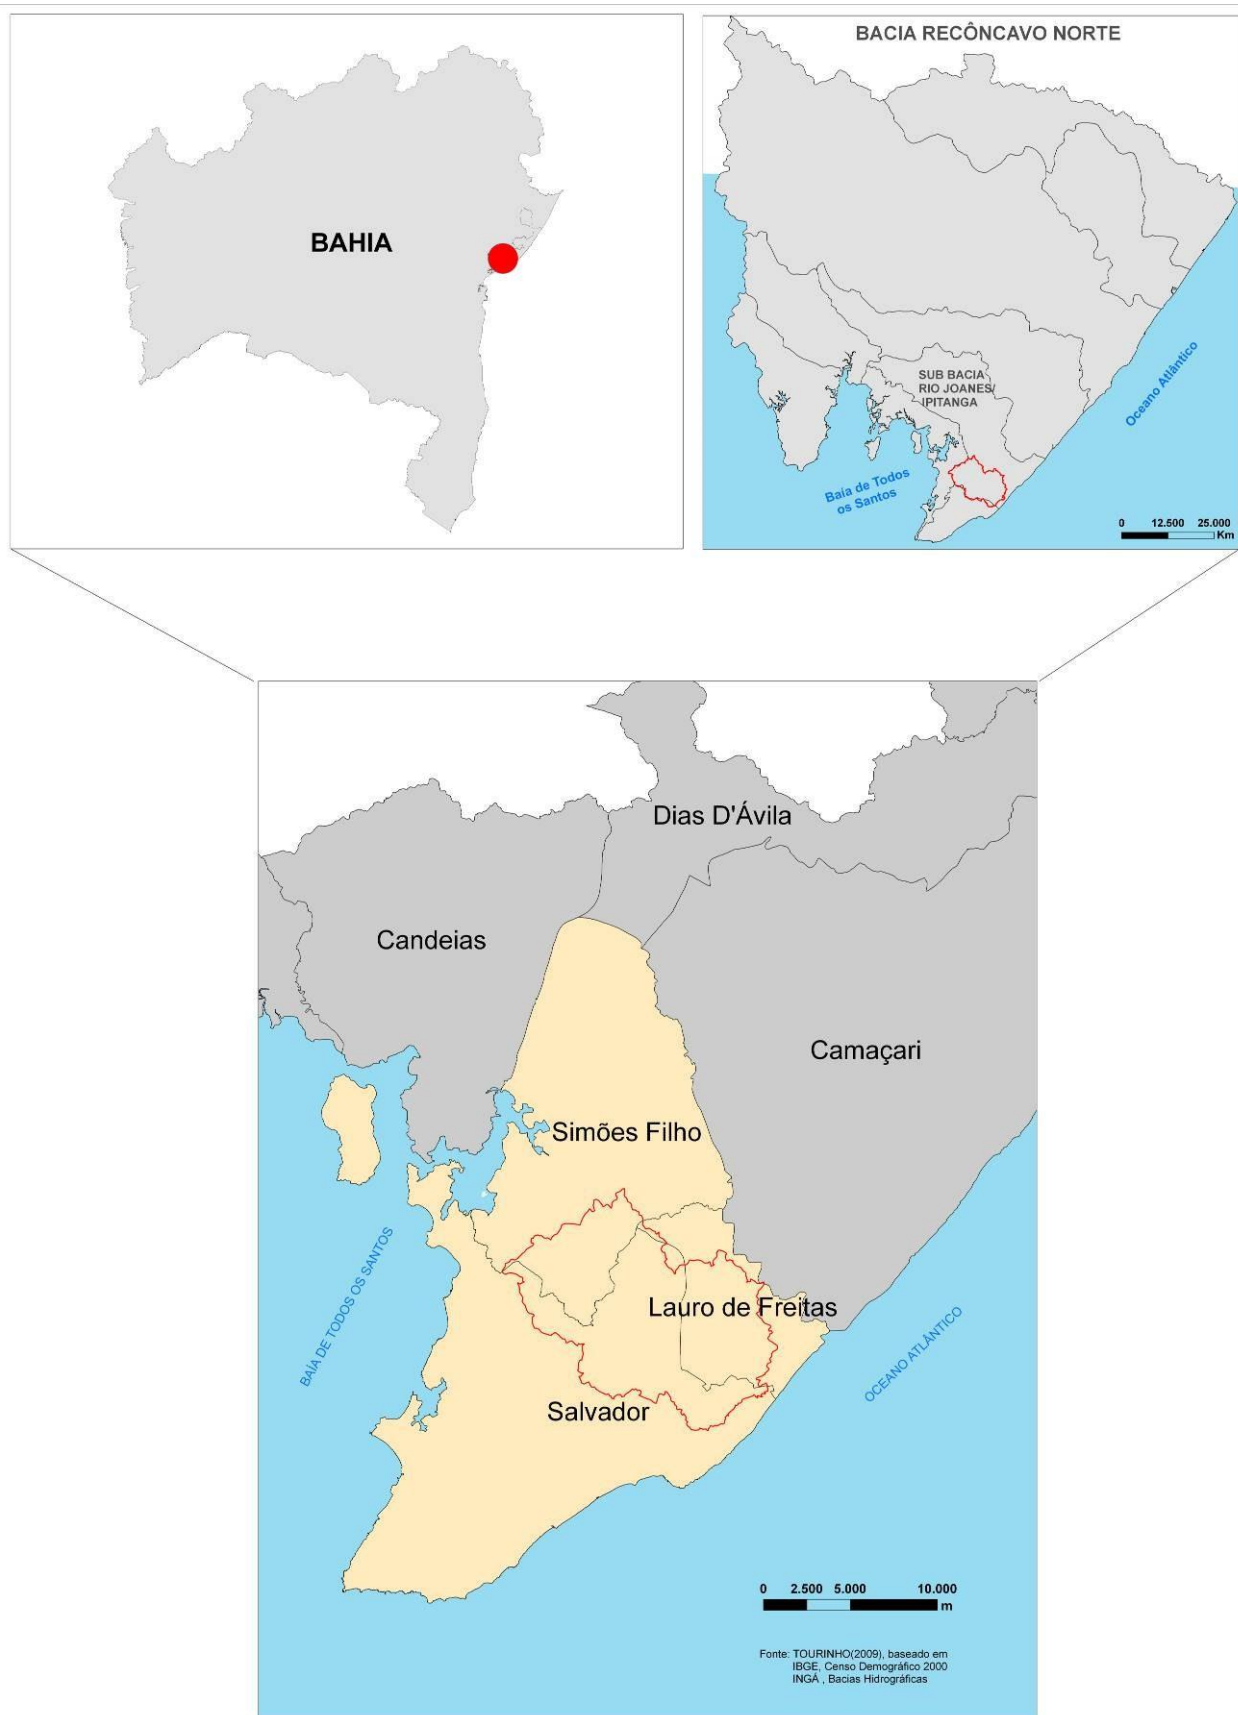 BAHIA
BACIA RECÔNCAVO NORTE
SUB BACIA
RIO JOANES/
IPITANGA
Oceano Atlântico
Baía de Todos
os Santos
0 12.500 25.000
Km
Dias D'Ávila
Candeias
Camaçari
Simões Filho
BAÍA DE TODOS OS SANTOS
Lauro de Freitas
OCEANO ATLÂNTICO
Salvador
0 2.500 5.000 10.000
m
Fonte: TOURINHO(2009), baseado em
IBGE, Censo Demográfico 2000
INGÁ , Bacias Hidrográficas